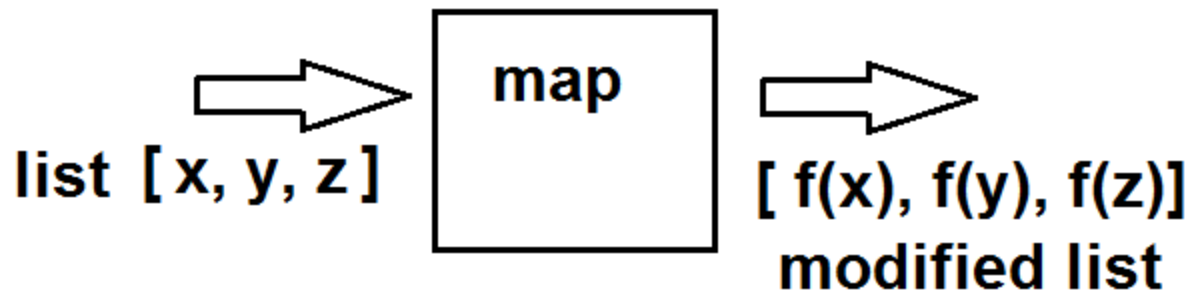 map
list [ x, y, z ]
[ f(x), f(y), f(z)]
modified list